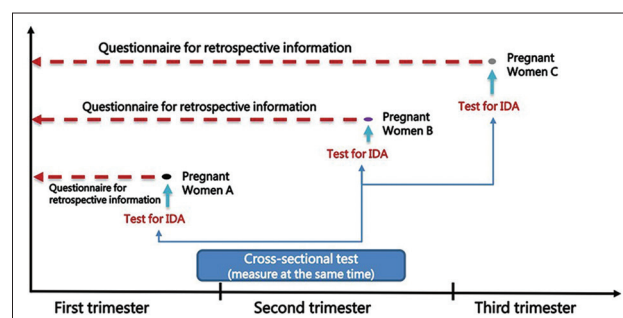 Questionnaire for retrospective information
Pregnant
Women C
Test for IDA
Questionnaire for retrospective information
Pregnant
Women B
Test for IDA
Questionnaire for
retrospective information
Pregnant
Women A
Test for IDA
Cross-sectional test
(measure at the same time)
First trimester
Second trimester
Third trimester